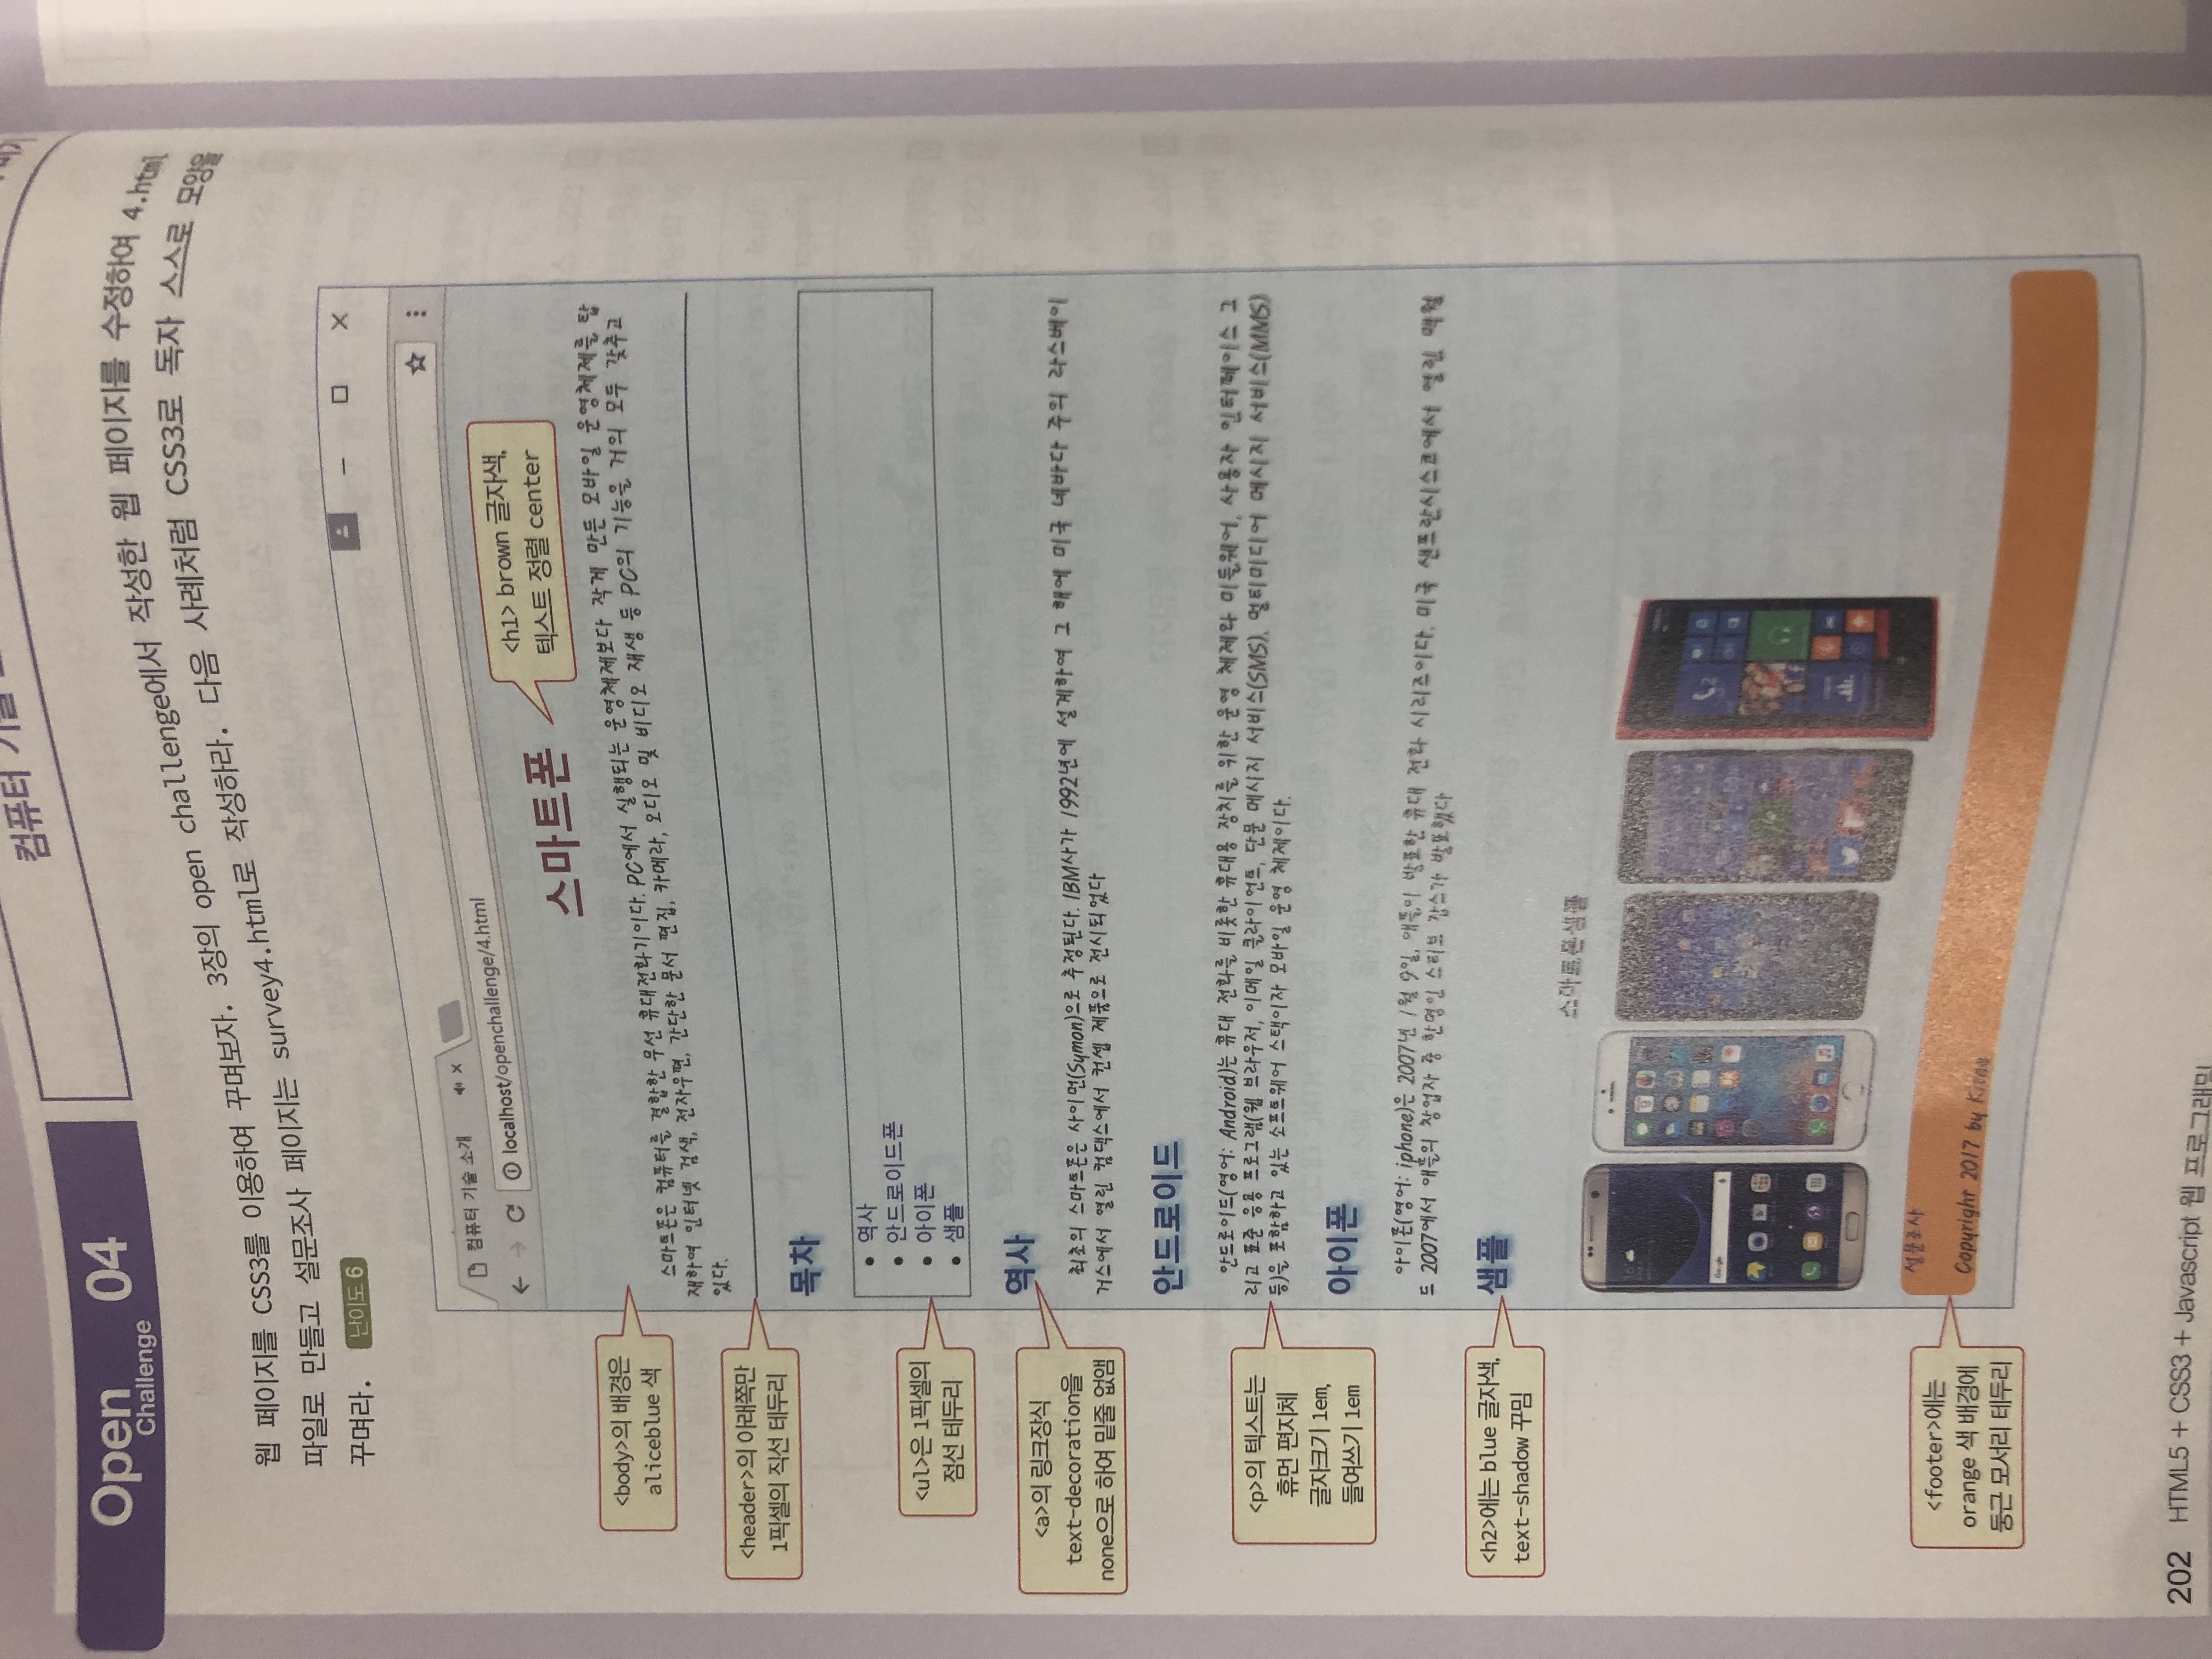 컴퓨터 기술
Open 04
Challenge
웹 페이지를 CSS3를 이용하여 꾸며보자. 3장의 open challenge에서 작성한 웹 페이지를 수정하여 4.html
파일로 만들고 설문조사 페이지는 survey4.html로 작성하라. 다음 사례처럼 CSS3로 독자 스스로 모양을
꾸며라. 난이도 6
컴퓨터 기술 소개
localhost/openchallenge/4.html
스마트폰
<h1> brown 글자색,
텍스트 정렬 center
<body>의 배경은
aliceblue 색
스마트폰은 컴퓨터를 결합한 무선 휴대전화기이다. PC에서 실행되는 운영체제보다 작게 만든 모바일 운영체제를 탑
재하여 인터넷 검색, 전자우편, 간단한 문서 편집, 카메라, 오디오 및 비디오 재생 등 PC의 기능을 거의 모두 갖추고
있다.
<header>의 아래쪽만
1픽셀의 직선 테두리
목차
• 역사
• 안드로이드폰
• 아이폰
• 샘플
<ul>은 1픽셀의
점선 테두리
역사
<a>의 링크장식
text-decoration을
none으로 하여 밑줄 없앰
최초의 스마트폰은 사이먼(Symon)으로 추정된다. IBM사가 1992년에 설계하여 그 해에 미국 네바다 주의 라스베이
거스에서 열린 컴댁스에서 컨셉 제품으로 전시되었다
안드로이드
안드로이드(영어: Android)는 휴대 전화를 비롯한 휴대용 장치를 위한 운영 체제와 미들웨어, 사용자 인터페이스 그
리고 표준 응용 프로그램(웹 브라우저, 이메일 클라이언트, 단문 메시지 서비스(SMS), 멀티미디어 메시지 서비스(MMS)
등)을 포함하고 있는 소프트웨어 스택이자 모바일 운영 체제이다.
<p>의 텍스트는
휴먼 편지체
글자크기 1em,
들여쓰기 1em
아이폰
아이폰(영어: iphone)은 2007년 1월 9일, 애플이 발표한 휴대 전화 시리즈이다. 미국 샌프란시스코에서 열린 맥월
드 2007에서 애플의 창업자 중 한명인 스티브 잡스가 발표했다
샘플
<h2>에는 blue 글자색,
text-shadow 꾸밈
스마트폰샘플
Google
설문조사
Copyright 2017 by
<footer>에는
orange 색 배경에
둥근 모서리 테두리
202 HTML5 + CSS3 + Javascript 웹 프로그래밍